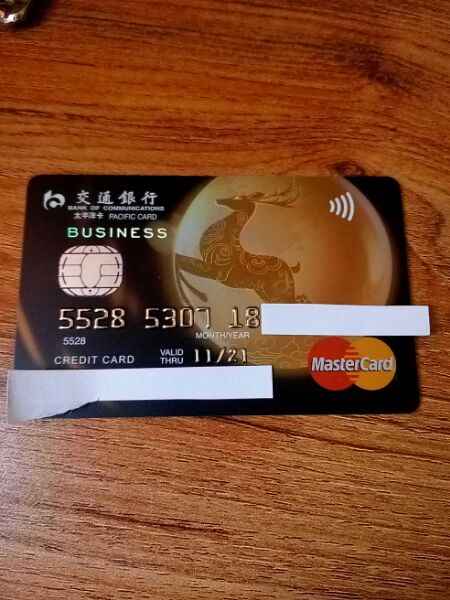 交通銀行
BANK OF COMMUNICATIONS
太平洋卡 PACIFIC CARD
BUSINESS
5528 5307 18
MONTH/YEAR
5528
CREDIT CARD VALID THRU 11/21
MasterCard